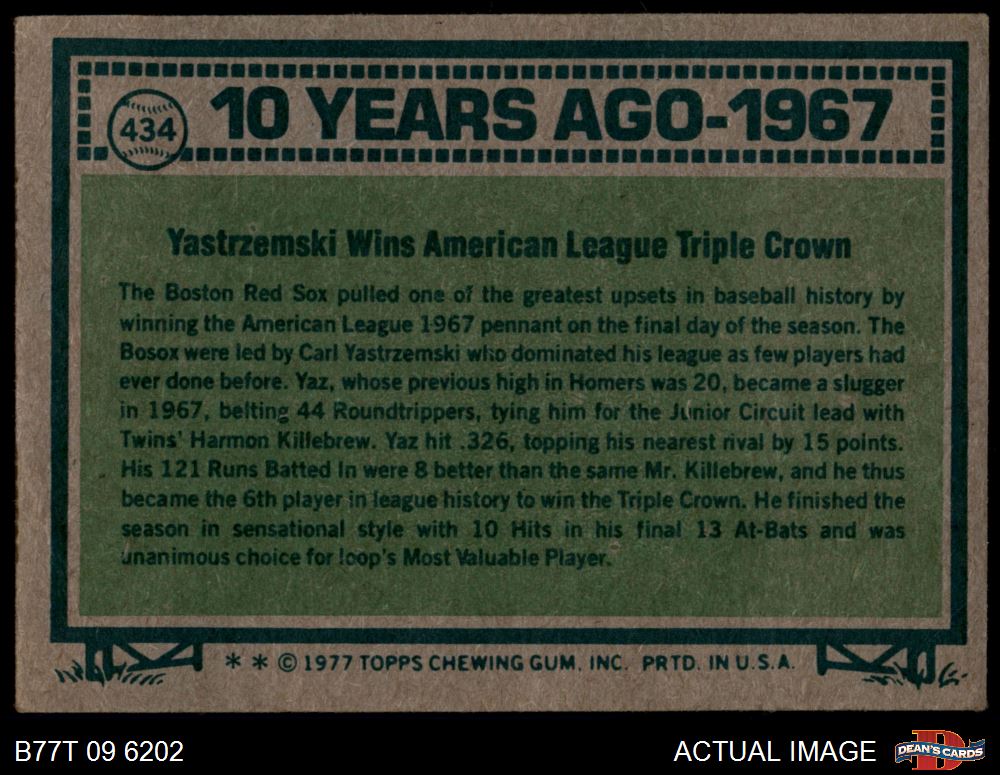 434
10 YEARS AGO-1967
Yastrzemski Wins American League Triple Crown
The Boston Red Sox pulled one of the greatest upsets in baseball history by
winning the American League 1967 pennant on the final day of the season. The
Bosox were led by Carl Yastrzemski who dominated his league as few players had
ever done before. Yaz, whose previous high in Homers was 20, became a slugger
in 1967, belting 44 Roundtrippers, tying him for the Junior Circuit lead with
Twins' Harmon Killebrew. Yaz hit .326, topping his nearest rival by 15 points.
His 121 Runs Batted In were 8 better than the same Mr. Killebrew, and he thus
became the 6th player in league history to win the Triple Crown. He finished the
season in sensational style with 10 Hits in his final 13 At-Bats and was
unanimous choice for loop's Most Valuable Player.
* * © 1977 TOPPS CHEWING GUM, INC. PRTD. IN U.S.A.
B77T 09 6202
ACTUAL IMAGE
DEAN'S CARDS